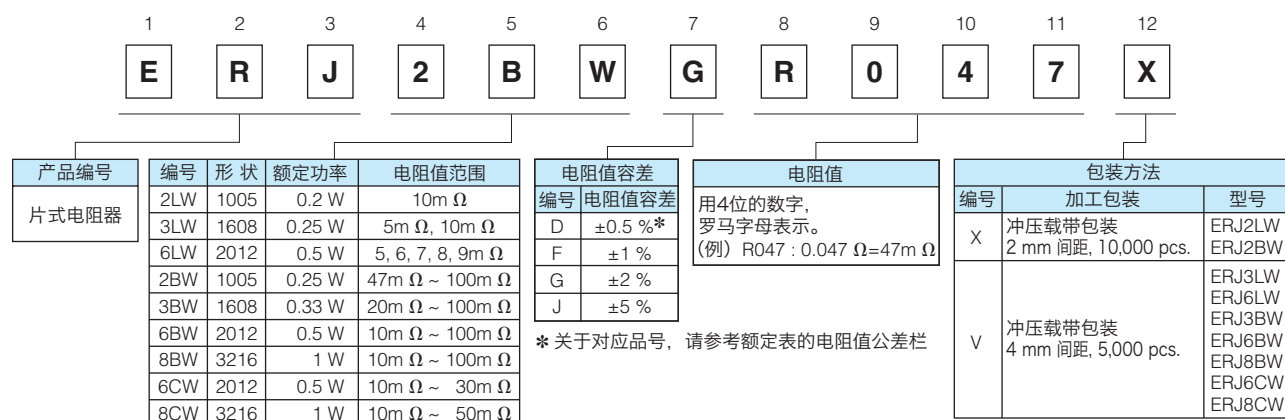 1 2 3 4 5 6 7 8 9 10 11 12
E R J 2 B W G R 0 4 7 X
产品编号
片式电阻器
编号 形 状 额定功率 电阻值范围
2LW 1005 0.2 W 10m Ω
3LW 1608 0.25 W 5m Ω, 10m Ω
6LW 2012 0.5 W 5, 6, 7, 8, 9m Ω
2BW 1005 0.25 W 47m Ω ~ 100m Ω
3BW 1608 0.33 W 20m Ω ~ 100m Ω
6BW 2012 0.5 W 10m Ω ~ 100m Ω
8BW 3216 1 W 10m Ω ~ 100m Ω
6CW 2012 0.5 W 10m Ω ~ 30m Ω
8CW 3216 1 W 10m Ω ~ 50m Ω
电阻值容差
编号 电阻值容差
D ±0.5 %*
F ±1 %
G ±2 %
J ±5 %
* 关于对应品号，请参考额定表的电阻值公差栏
电阻值
用4位的数字，
罗马字母表示。
(例) R047 : 0.047 Ω=47m Ω
包装方法
编号 加工包装 型号
X 冲压载带包装
2 mm 间距, 10,000 pcs.
ERJ2LW
ERJ2BW
V 冲压载带包装
4 mm 间距, 5,000 pcs.
ERJ3LW
ERJ6LW
ERJ3BW
ERJ6BW
ERJ8BW
ERJ6CW
ERJ8CW